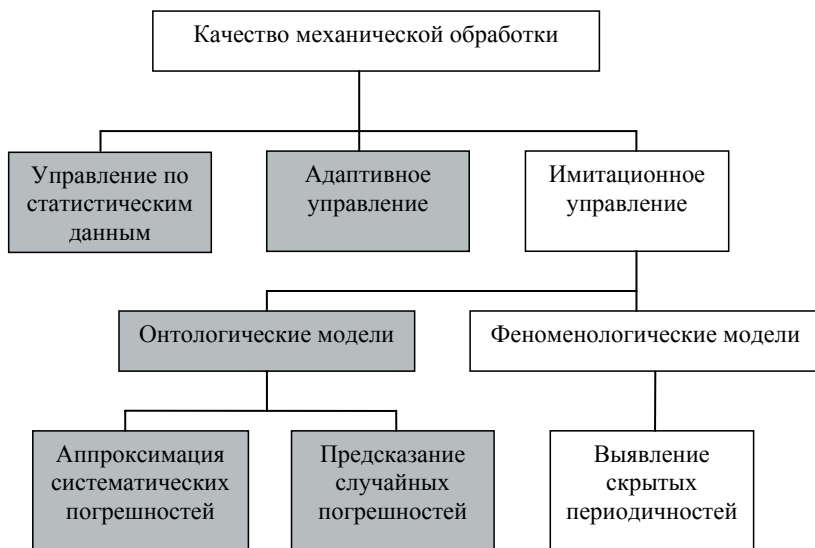 Качество механической обработки
Управление по
статистическим
данным
Адаптивное
управление
Имитационное
управление
Онтологические модели
Феноменологические модели
Аппроксимация
систематических
погрешностей
Предсказание
случайных
погрешностей
Выявление
скрытых
периодичностей